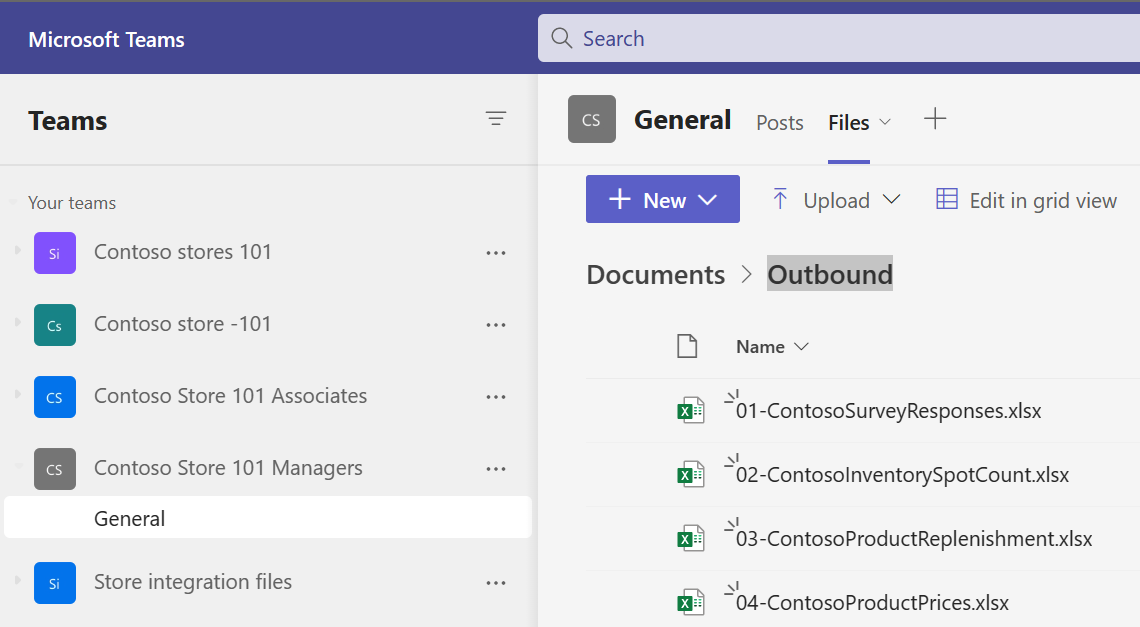 Microsoft Teams
Search
Teams
Your teams
Si Contoso stores 101
Cs Contoso store -101
CS Contoso Store 101 Associates
CS Contoso Store 101 Managers
General
Si Store integration files
CS General Posts Files
New Upload Edit in grid view
Documents > Outbound
Name
01-ContosoSurveyResponses.xlsx
02-ContosoInventorySpotCount.xlsx
03-ContosoProductReplenishment.xlsx
04-ContosoProductPrices.xlsx